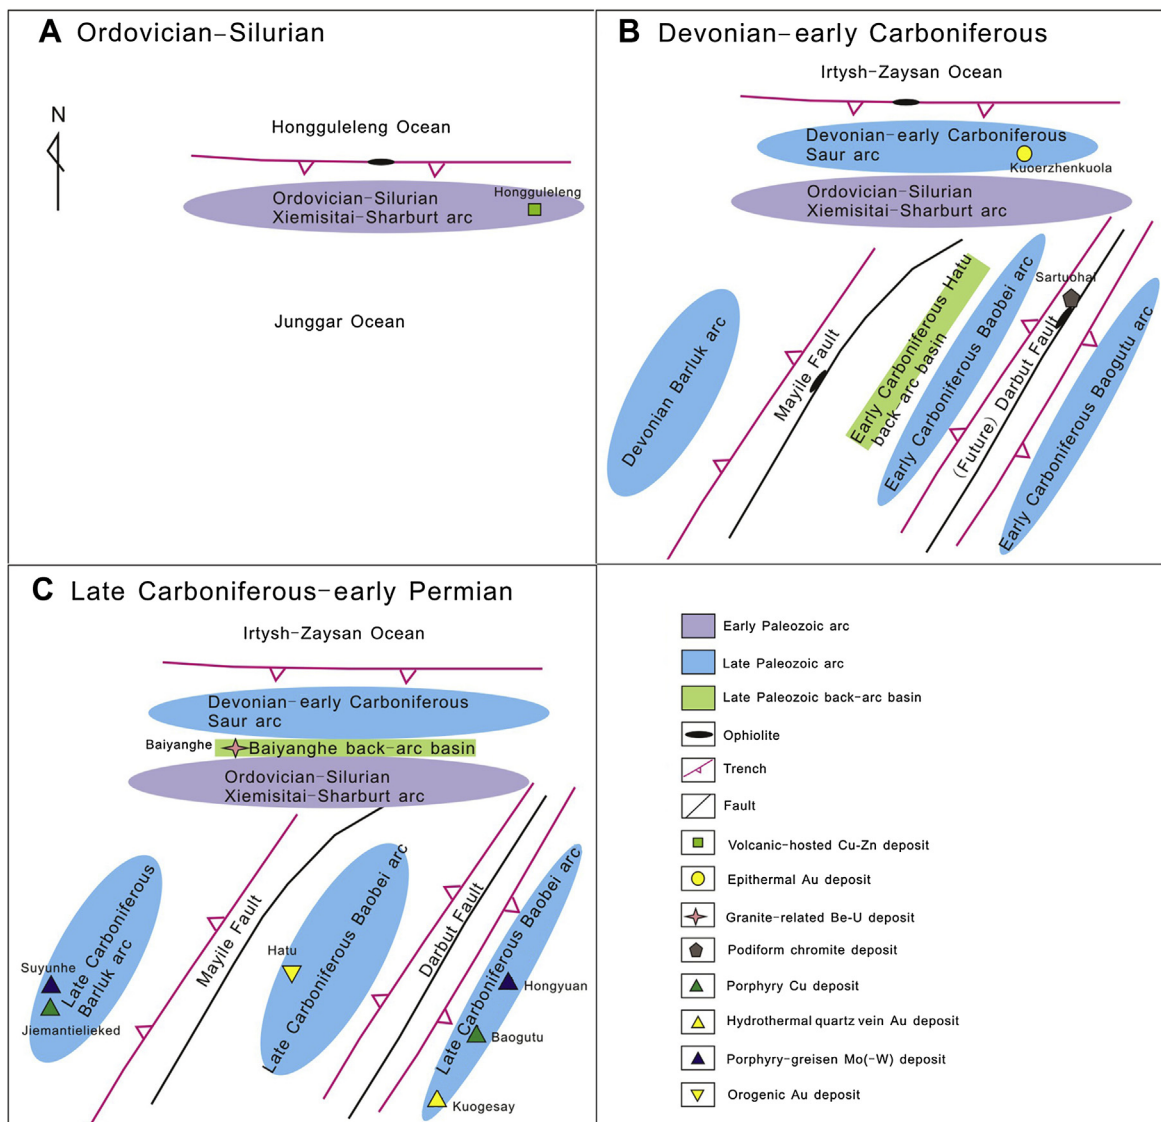 A Ordovician-Silurian
N
Hongguleleng Ocean
Hongguleleng
Ordovician-Silurian
Xiemisitai-Sharburt arc
Junggar Ocean
B Devonian-early Carboniferous
Irtysh-Zaysan Ocean
Devonian-early Carboniferous
Saur arc
Kuoerzhenkuola
Ordovician-Silurian
Xiemisitai-Sharburt arc
Devonian Barluk arc
Mayile Fault
Early Carboniferous Hatu
back-arc basin
Early Carboniferous Baobei arc
Sartuohai
(Future) Darbut Fault
Early Carboniferous Baogutu arc
C Late Carboniferous-early Permian
Irtysh-Zaysan Ocean
Devonian-early Carboniferous
Saur arc
Baiyanghe
Baiyanghe back-arc basin
Ordovician-Silurian
Xiemisitai-Sharburt arc
Late Carboniferous
Barluk arc
Suyunhe
Jiemantielieked
Mayile Fault
Hatu
Late Carboniferous Baobei arc
Darbut Fault
Late Carboniferous Baobei arc
Hongyuan
Baogutu
Kuogesay
Early Paleozoic arc
Late Paleozoic arc
Late Paleozoic back-arc basin
Ophiolite
Trench
Fault
Volcanic-hosted Cu-Zn deposit
Epithermal Au deposit
Granite-related Be-U deposit
Podiform chromite deposit
Porphyry Cu deposit
Hydrothermal quartz vein Au deposit
Porphyry-greisen Mo(-W) deposit
Orogenic Au deposit